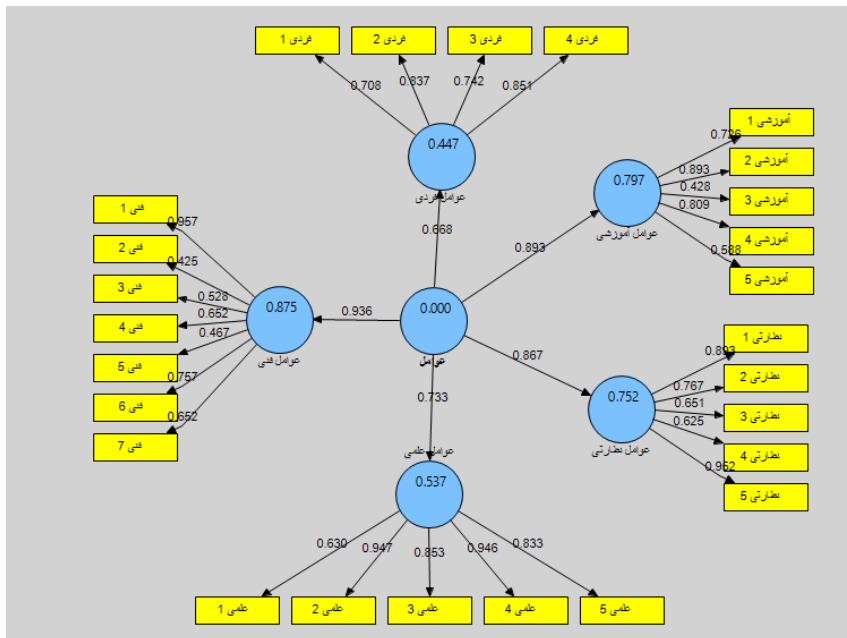 فردی 1
فردی 2
فردی 3
فردی 4
0.708
0.837
0.742
0.851
0.447
عوامل فردی
0.668
آموزشی 1
آموزشی 2
آموزشی 3
آموزشی 4
آموزشی 5
0.726
0.893
0.428
0.809
0.588
0.797
عوامل آموزشی
0.893
فنی 1
فنی 2
فنی 3
فنی 4
فنی 5
فنی 6
فنی 7
0.957
0.425
0.528
0.652
0.467
0.757
0.652
0.875
عوامل فنی
0.936
0.000
عوامل
0.867
نظارتی 1
نظارتی 2
نظارتی 3
نظارتی 4
نظارتی 5
0.893
0.767
0.651
0.625
0.952
0.752
عوامل نظارتی
0.733
عوامل علمی
0.537
0.630
0.947
0.853
0.946
0.833
علمی 1
علمی 2
علمی 3
علمی 4
علمی 5